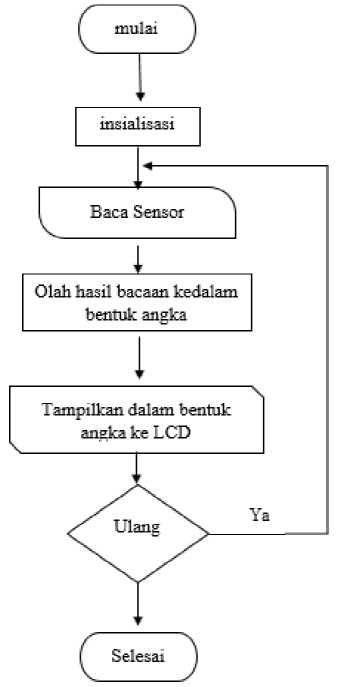 mulai
insialisasi
Baca Sensor
Olah hasil bacaan kedalam
bentuk angka
Tampilkan dalam bentuk
angka ke LCD
Ulang
Ya
Selesai